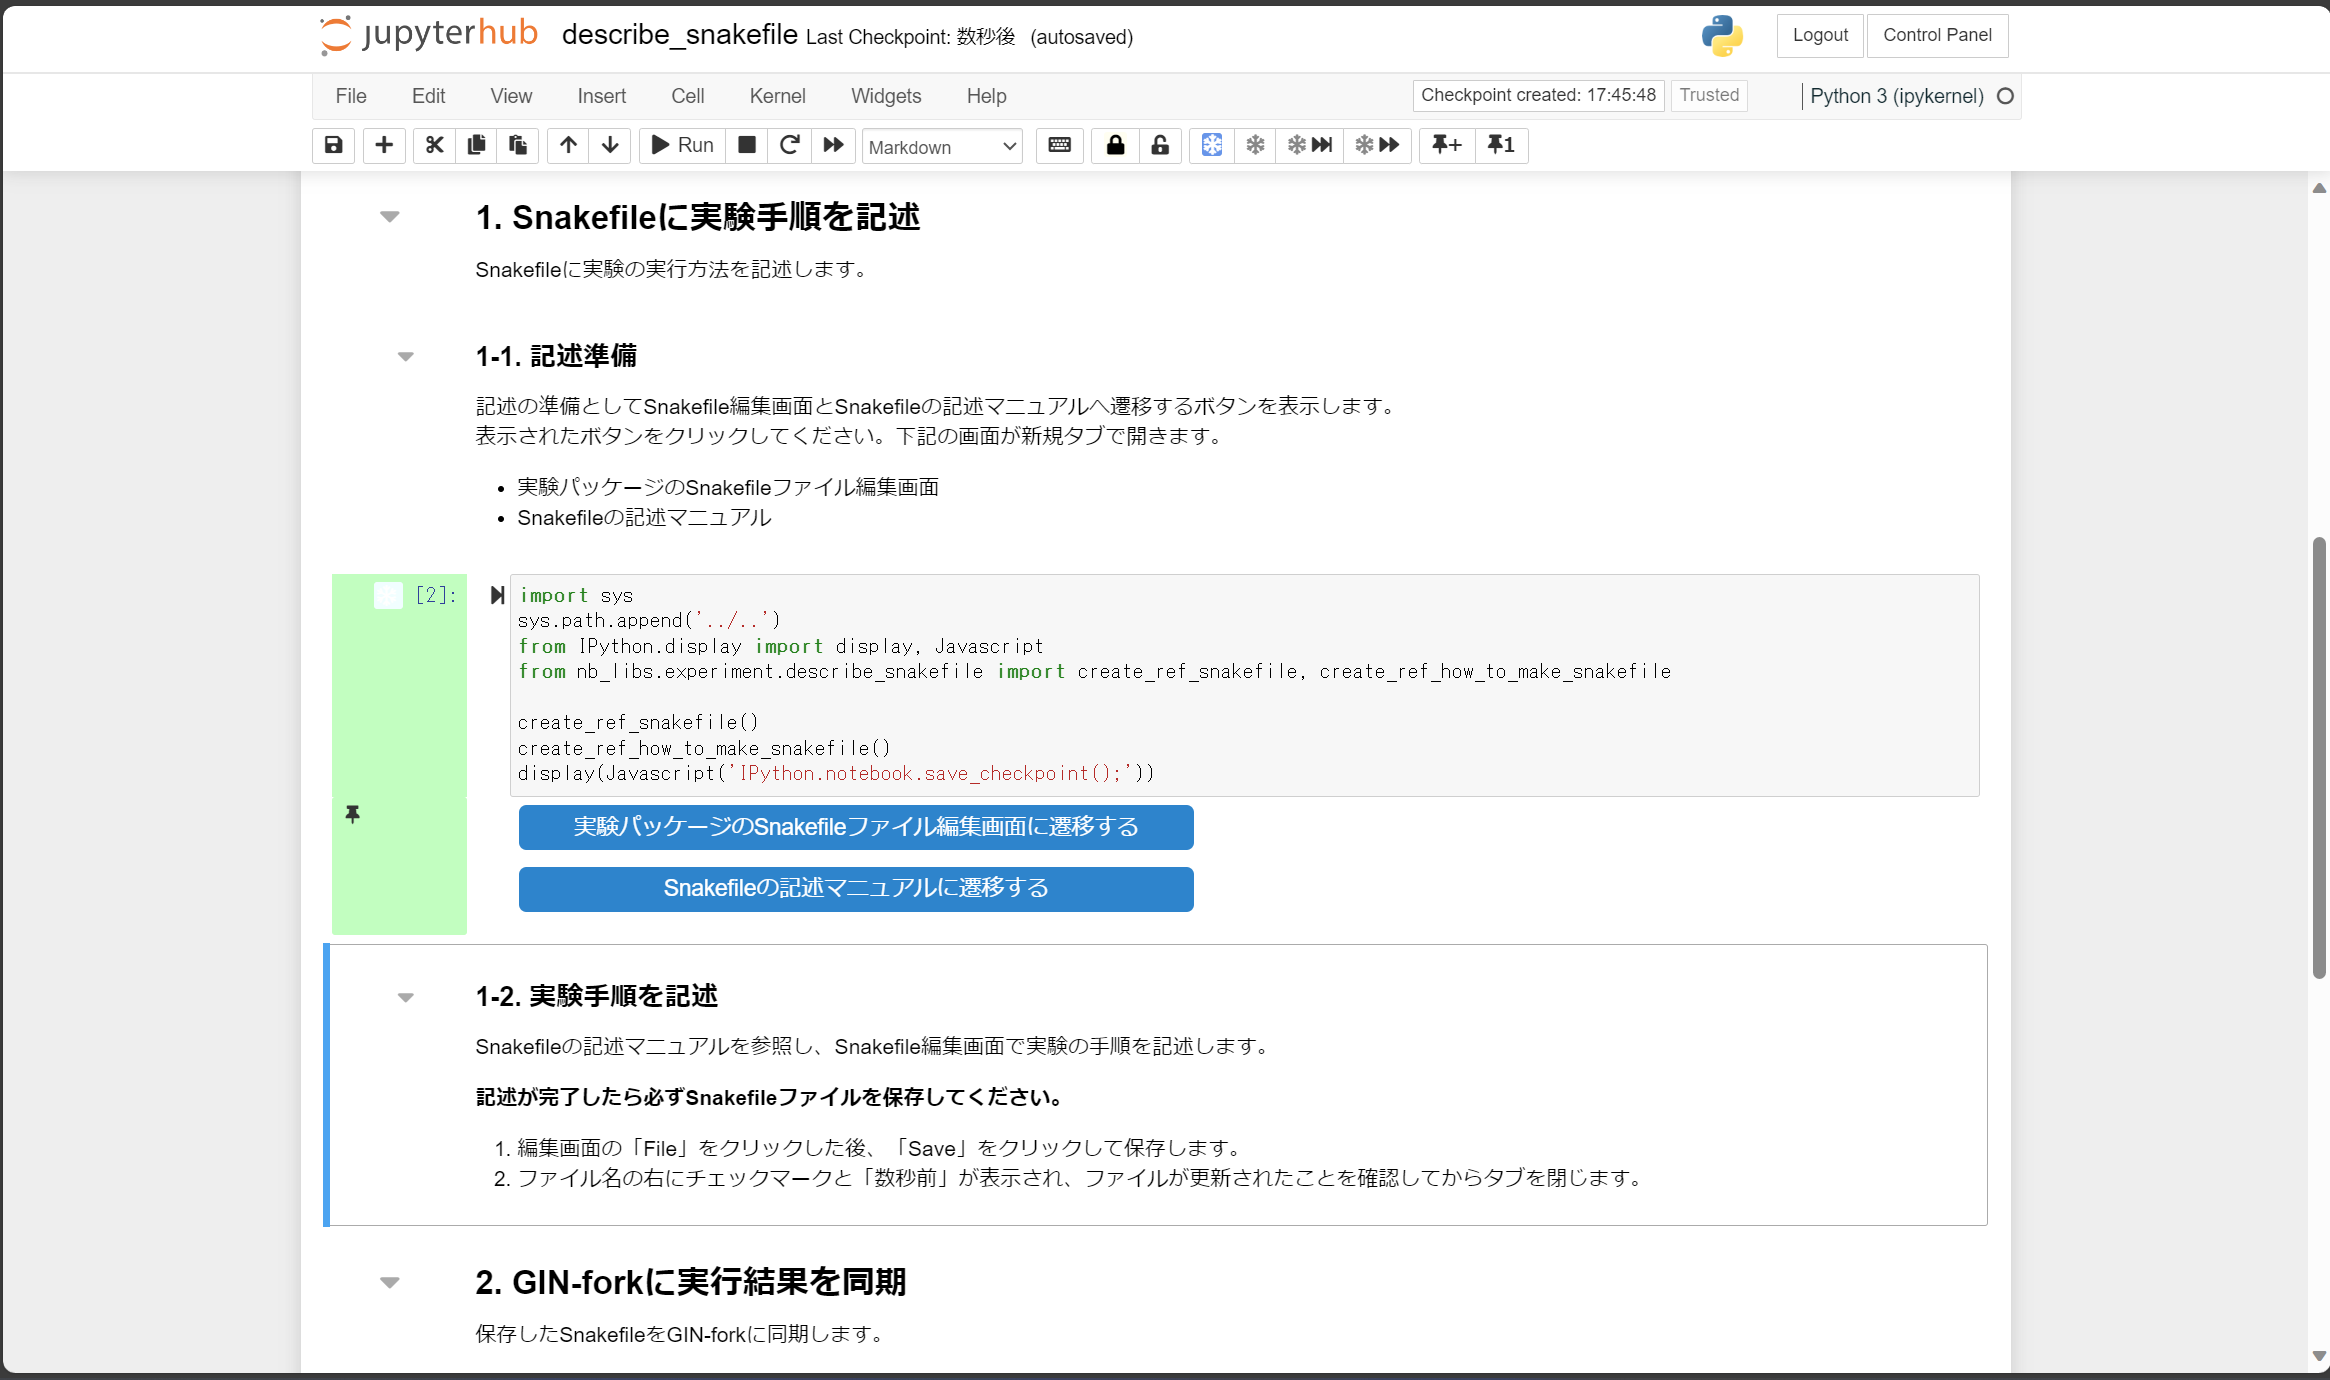 jupyterhub describe_snakefile Last Checkpoint: 数秒後 (autosaved) Logout Control Panel
File Edit View Insert Cell Kernel Widgets Help Checkpoint created: 17:45:48 Trusted Python 3 (ipykernel)
Run Markdown + 1
1. Snakefileに実験手順を記述
Snakefileに実験の実行方法を記述します。
1-1. 記述準備
記述の準備としてSnakefile編集画面とSnakefileの記述マニュアルへ遷移するボタンを表示します。
表示されたボタンをクリックしてください。下記の画面が新規タブで開きます。
• 実験パッケージのSnakefileファイル編集画面
• Snakefileの記述マニュアル
[2]: import sys
sys.path.append('../..')
from IPython.display import display, Javascript
from nb_libs.experiment.describe_snakefile import create_ref_snakefile, create_ref_how_to_make_snakefile
create_ref_snakefile()
create_ref_how_to_make_snakefile()
display(Javascript('IPython.notebook.save_checkpoint();'))
実験パッケージのSnakefileファイル編集画面に遷移する
Snakefileの記述マニュアルに遷移する
1-2. 実験手順を記述
Snakefileの記述マニュアルを参照し、Snakefile編集画面で実験の手順を記述します。
記述が完了したら必ずSnakefileファイルを保存してください。
1. 編集画面の「File」をクリックした後、「Save」をクリックして保存します。
2. ファイル名の右にチェックマークと「数秒前」が表示され、ファイルが更新されたことを確認してからタブを閉じます。
2. GIN-forkに実行結果を同期
保存したSnakefileをGIN-forkに同期します。